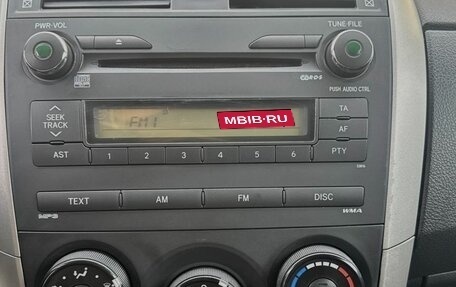 PWR·VOL
TUNE·FILE
R·D·S
PUSH AUDIO CTRL
FM1
MBIB·RU
SEEK
TRACK
TA
AF
AST
1 2 3 4 5 6
PTY
TEXT
AM
FM
DISC
MP3
WMA